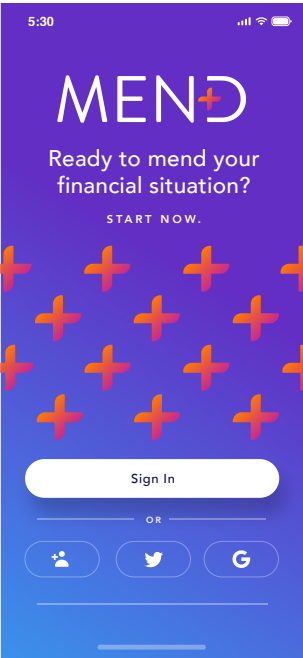 5:30
MEND
Ready to mend your
financial situation?
START NOW.
Sign In
OR
G